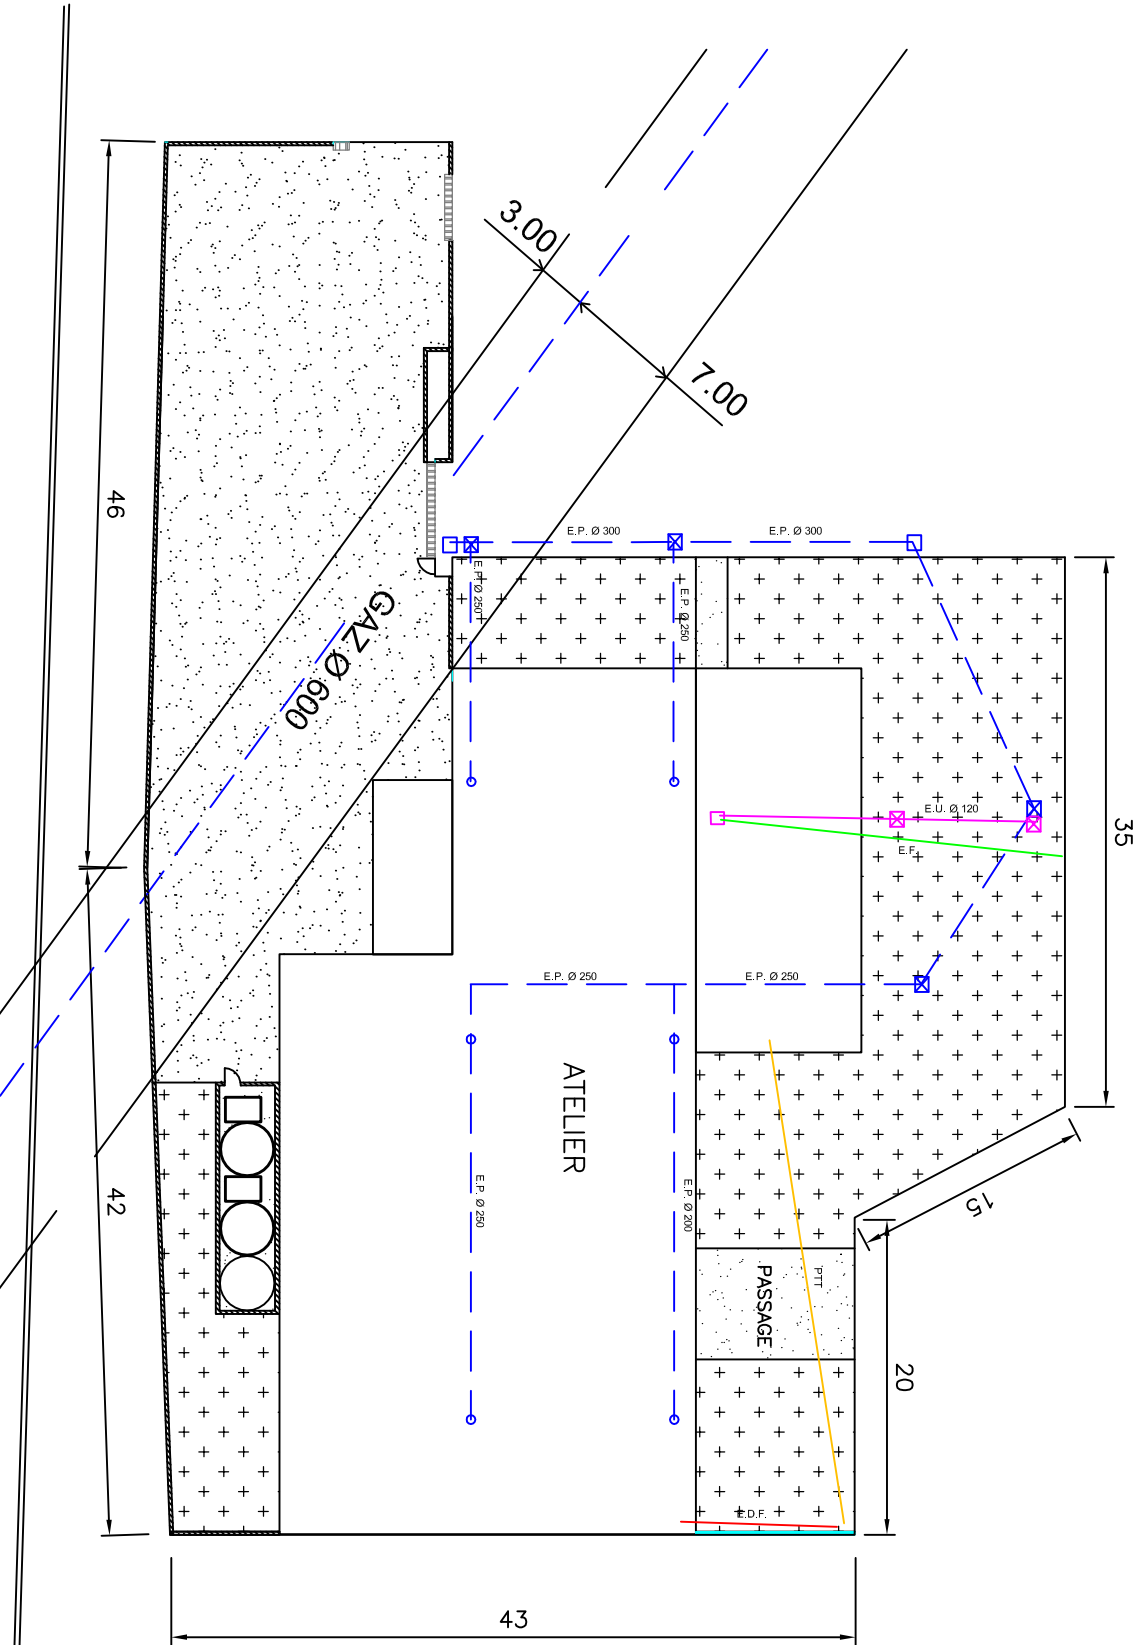 3.00
7.00
46
E.P. Ø 300
E.P. Ø 300
E.P. Ø 250
E.P. Ø 250
GAZ Ø 600
E.U. Ø 120
E.F.
35
E.P. Ø 250
E.P. Ø 250
ATELIER
42
E.P. Ø 250
E.P. Ø 200
15
PTT
PASSAGE
20
E.D.F.
43